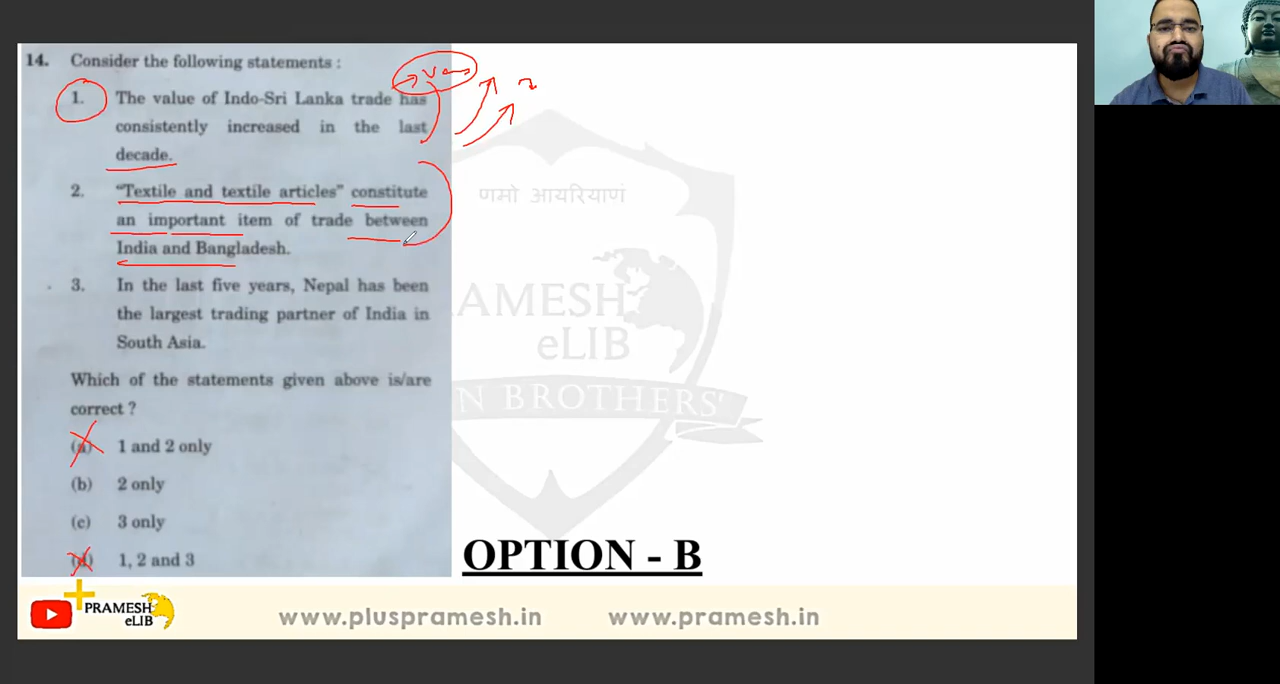 14. Consider the following statements :
1. The value of Indo-Sri Lanka trade has
consistently increased in the last
decade.
2. "Textile and textile articles" constitute
an important item of trade between
India and Bangladesh.
3. In the last five years, Nepal has been
the largest trading partner of India in
South Asia.
Which of the statements given above is/are
correct ?
(a) 1 and 2 only
(b) 2 only
(c) 3 only
(d) 1, 2 and 3
णमो आयरियाणं
PRAMESH
eLIB
N BROTHERS'
OPTION - B
PRAMESH
eLIB
www.pluspramesh.in www.pramesh.in